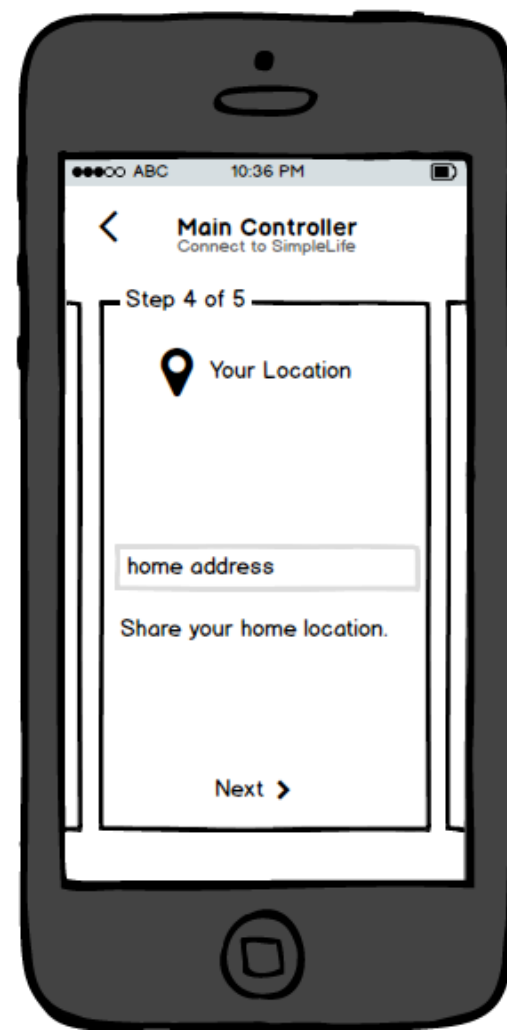 ABC 10:36 PM
Main Controller
Connect to SimpleLife
Step 4 of 5
Your Location
home address
Share your home location.
Next